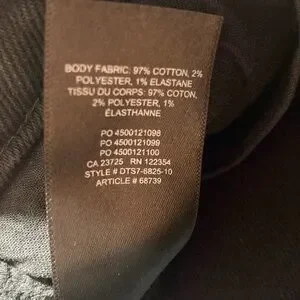 BODY FABRIC: 97% COTTON, 2%
POLYESTER, 1% ELASTANE
TISSU DU CORPS: 97% COTON,
2% POLYESTER, 1%
ÉLASTHANNE
PO 4500121098
PO 4500121099
PO 4500121100
CA 23725 RN 122354
STYLE # DTS7-6825-10
ARTICLE # 68739